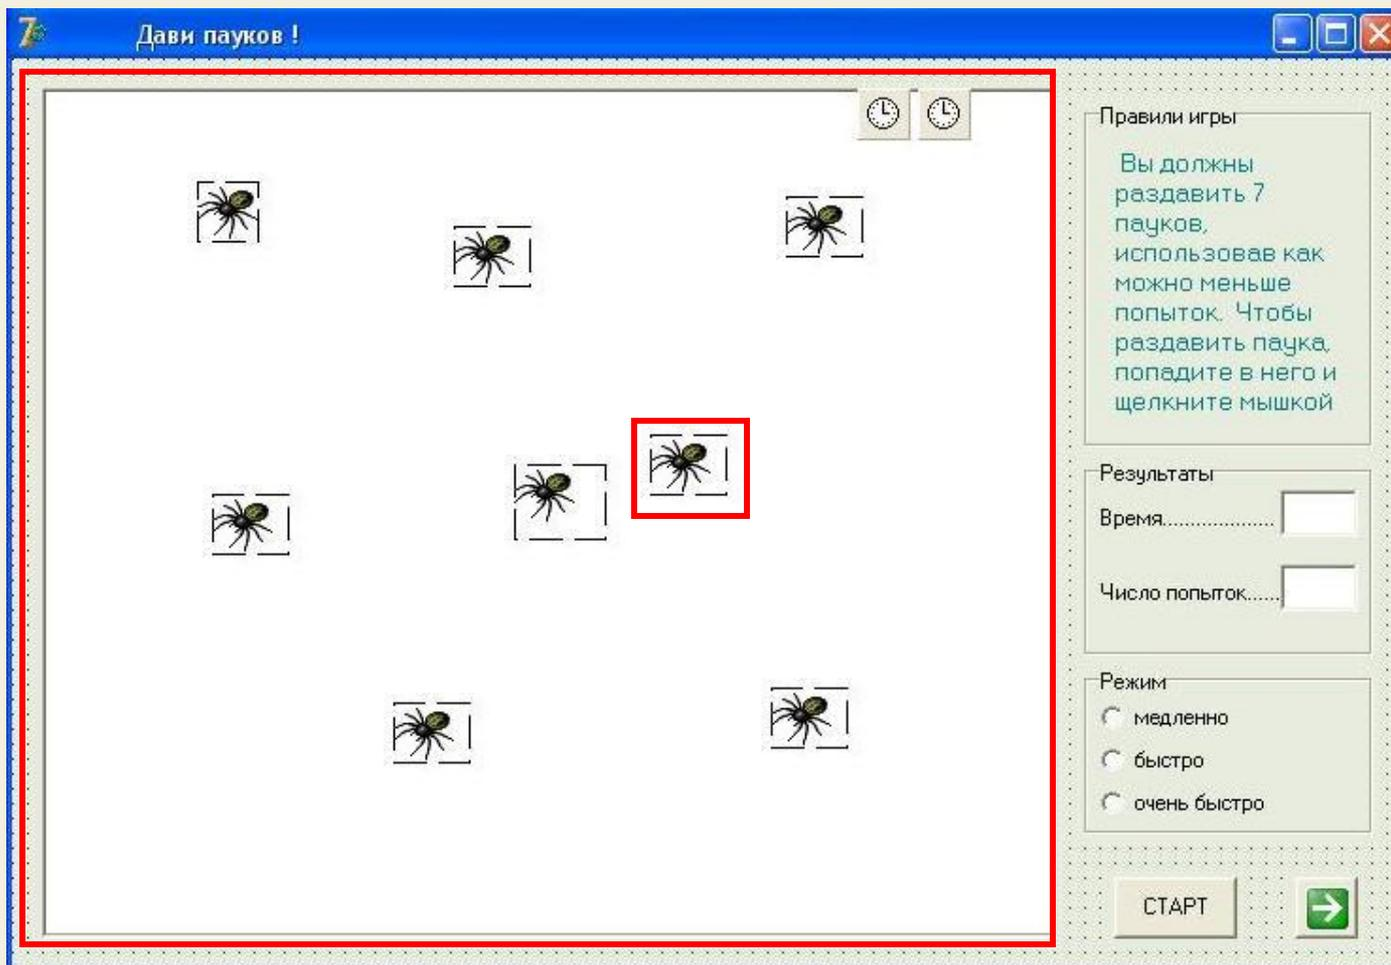 Дави пауков !
Правили игры
Вы должны
раздавить 7
пауков,
использовав как
можно меньше
попыток. Чтобы
раздавить паука,
попадите в него и
щелкните мышкой
Результаты
Время...................
Число попыток......
Режим
медленно
быстро
очень быстро
СТАРТ